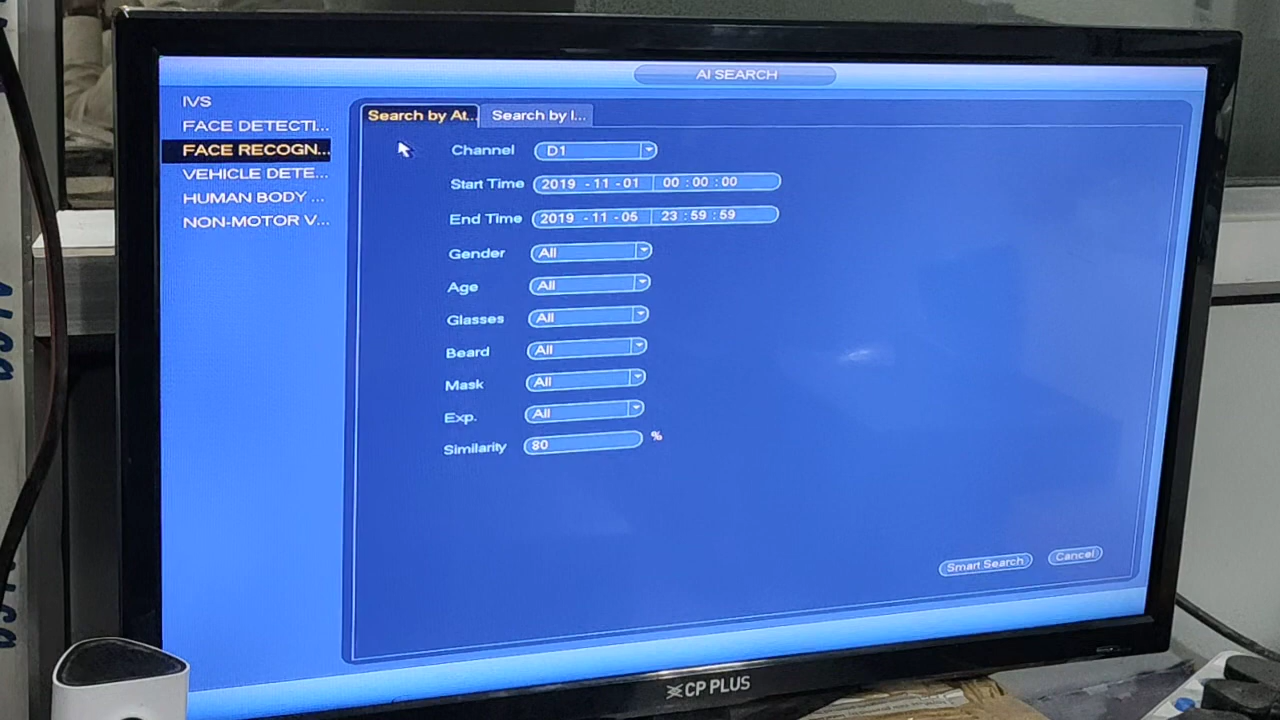 AI SEARCH
IVS
FACE DETECTI...
FACE RECOGN...
VEHICLE DETE...
HUMAN BODY ...
NON-MOTOR V...
Search by At... Search by I...
Channel D1
Start Time 2019 - 11 - 01 00 : 00 : 00
End Time 2019 - 11 - 05 23 : 59 : 59
Gender All
Age All
Glasses All
Beard All
Mask All
Exp. All
Similarity 80 %
Smart Search Cancel
CP PLUS